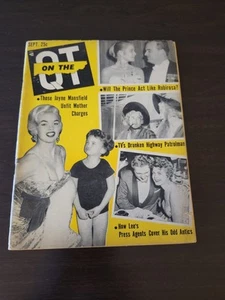 SEPT. 25c
ON THE
QT
• Those Jayne Mansfield
Unfit Mother
Charges
• Will The Prince Act Like Rubirosa?
• TV's Drunken Highway Patrolman
• How Lee's
Press Agents Cover His Odd Antics